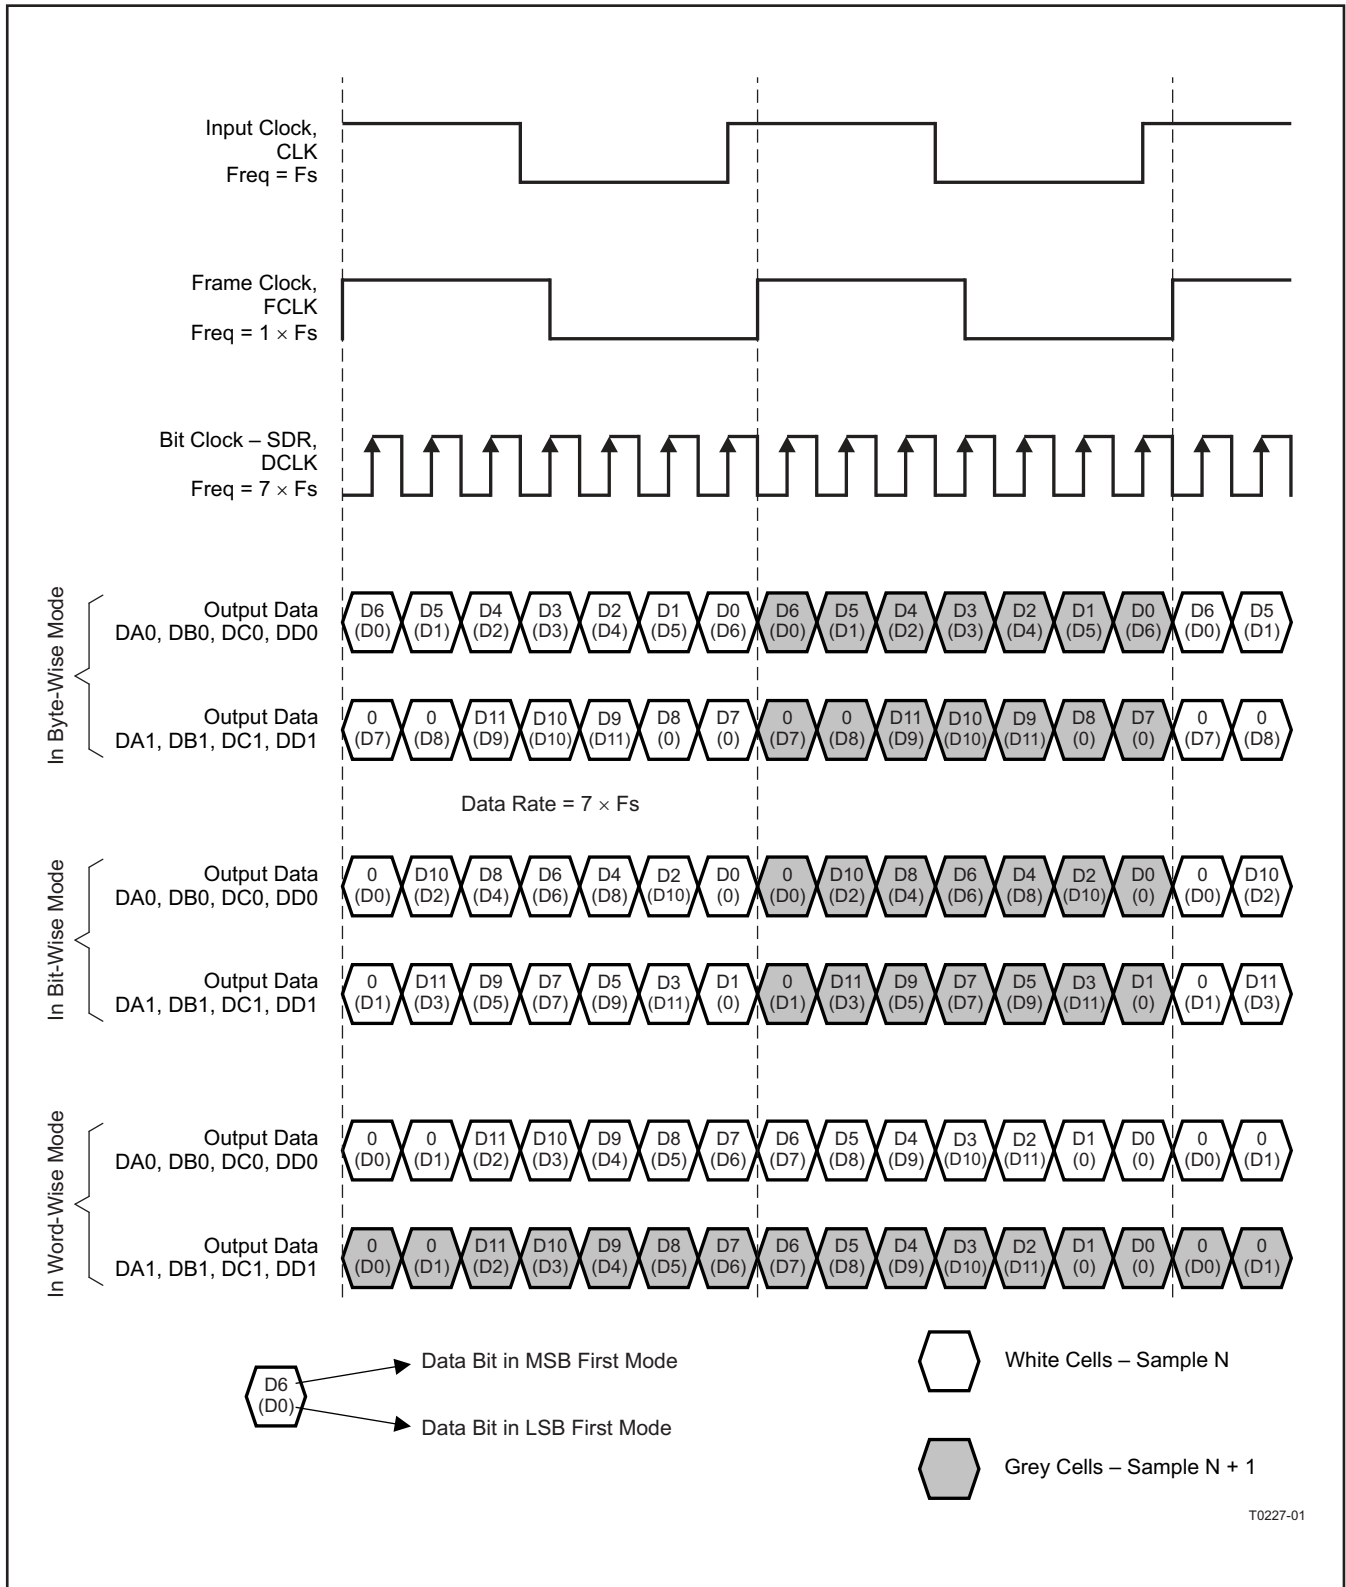 Input Clock,
CLK
Freq = Fs
Frame Clock,
FCLK
Freq = 1 × Fs
Bit Clock – SDR,
DCLK
Freq = 7 × Fs
In Byte-Wise Mode
Output Data
DA0, DB0, DC0, DD0
D6 D5 D4 D3 D2 D1 D0 D6 D5 D4 D3 D2 D1 D0 D6 D5
(D0) (D1) (D2) (D3) (D4) (D5) (D6) (D0) (D1) (D2) (D3) (D4) (D5) (D6) (D0) (D1)
Output Data
DA1, DB1, DC1, DD1
0 0 D11 D10 D9 D8 D7 0 0 D11 D10 D9 D8 D7 0 0
(D7) (D8) (D9) (D10) (D11) (0) (0) (D7) (D8) (D9) (D10) (D11) (0) (0) (D7) (D8)
Data Rate = 7 × Fs
In Bit-Wise Mode
Output Data
DA0, DB0, DC0, DD0
0 D10 D8 D6 D4 D2 D0 0 D10 D8 D6 D4 D2 D0 0 D10
(D0) (D2) (D4) (D6) (D8) (D10) (0) (D0) (D2) (D4) (D6) (D8) (D10) (0) (D0) (D2)
Output Data
DA1, DB1, DC1, DD1
0 D11 D9 D7 D5 D3 D1 0 D11 D9 D7 D5 D3 D1 0 D11
(D1) (D3) (D5) (D7) (D9) (D11) (0) (D1) (D3) (D5) (D7) (D9) (D11) (0) (D1) (D3)
In Word-Wise Mode
Output Data
DA0, DB0, DC0, DD0
0 0 D11 D10 D9 D8 D7 D6 D5 D4 D3 D2 D1 D0 0 0
(D0) (D1) (D2) (D3) (D4) (D5) (D6) (D7) (D8) (D9) (D10) (D11) (0) (0) (D0) (D1)
Output Data
DA1, DB1, DC1, DD1
0 0 D11 D10 D9 D8 D7 D6 D5 D4 D3 D2 D1 D0 0 0
(D0) (D1) (D2) (D3) (D4) (D5) (D6) (D7) (D8) (D9) (D10) (D11) (0) (0) (D0) (D1)
D6
(D0)
Data Bit in MSB First Mode
Data Bit in LSB First Mode
White Cells – Sample N
Grey Cells – Sample N + 1
T0227-01